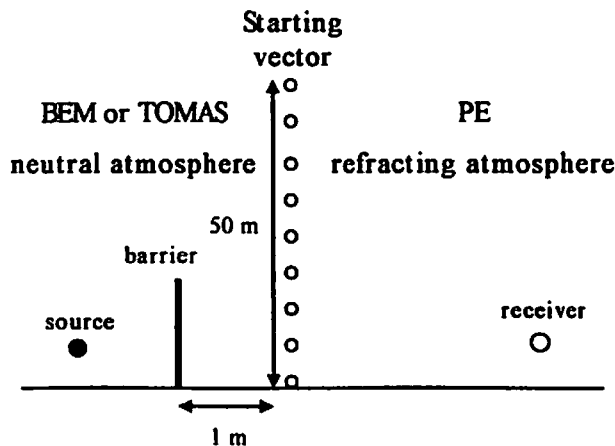 Starting
vector
BEM or TOMAS
neutral atmosphere
PE
refracting atmosphere
50 m
barrier
source
receiver
1 m